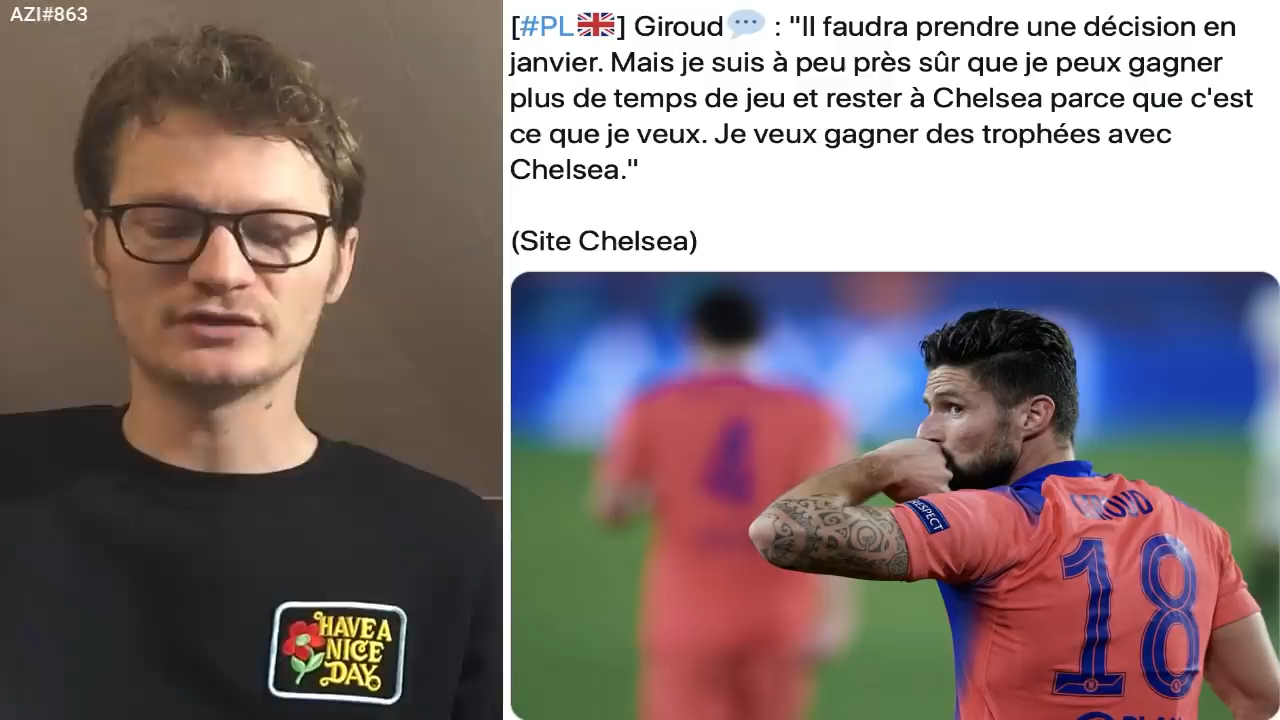 AZI#863
[#PL🇬🇧] Giroud💬 : "Il faudra prendre une décision en
janvier. Mais je suis à peu près sûr que je peux gagner
plus de temps de jeu et rester à Chelsea parce que c'est
ce que je veux. Je veux gagner des trophées avec
Chelsea."
(Site Chelsea)
4
RESPECT
GIROUD
18
HAVE A
NICE
DAY